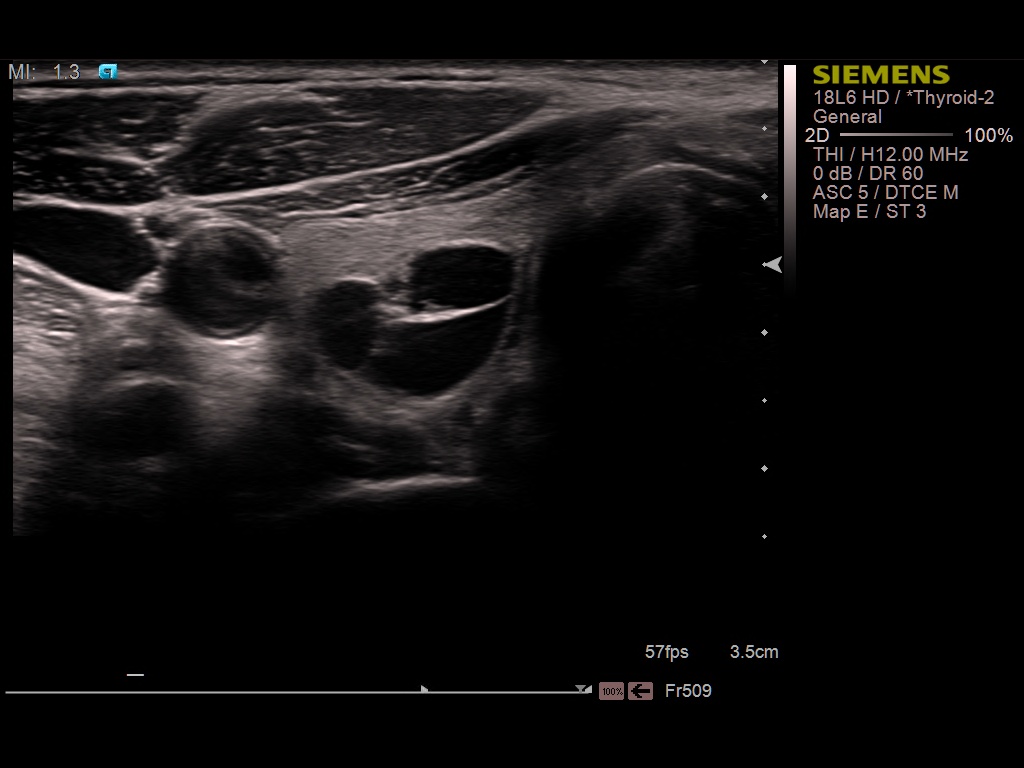 MI: 1.3
SIEMENS
18L6 HD / *Thyroid-2
General
2D 100%
THI / H12.00 MHz
0 dB / DR 60
ASC 5 / DTCE M
Map E / ST 3
57fps 3.5cm
100% Fr509